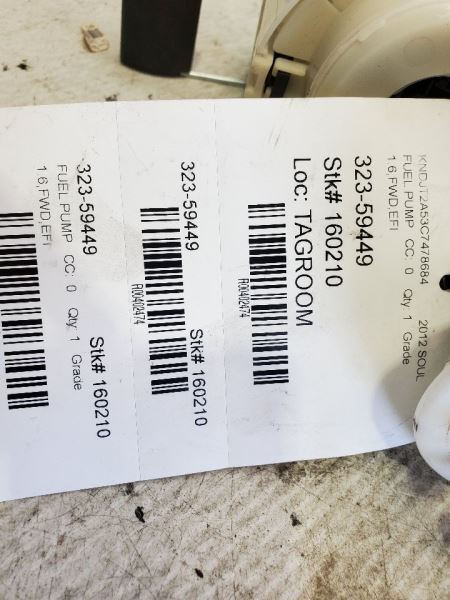 KNDJT2A53C7478684 2012 SOUL
FUEL PUMP CC: 0 Qty: 1 Grade
1.6,FWD,EFI
323-59449
Stk# 160210
Loc: TAGROOM
R00402474
323-59449 Stk# 160210
R00402474
323-59449 Stk# 160210
FUEL PUMP CC: 0 Qty: 1 Grade
1.6,FWD,EFI